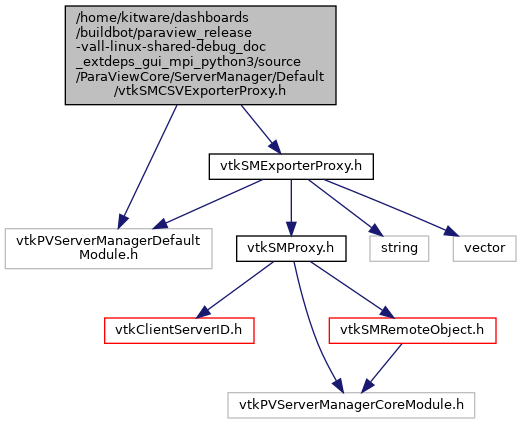 /home/kitware/dashboards
/buildbot/paraview_release
-vall-linux-shared-debug_doc
_extdeps_gui_mpi_python3/source
/ParaViewCore/ServerManager/Default
/vtkSMCSVExporterProxy.h
vtkSMExporterProxy.h
vtkPVServerManagerDefault
Module.h
vtkSMProxy.h
string
vector
vtkClientServerID.h
vtkSMRemoteObject.h
vtkPVServerManagerCoreModule.h